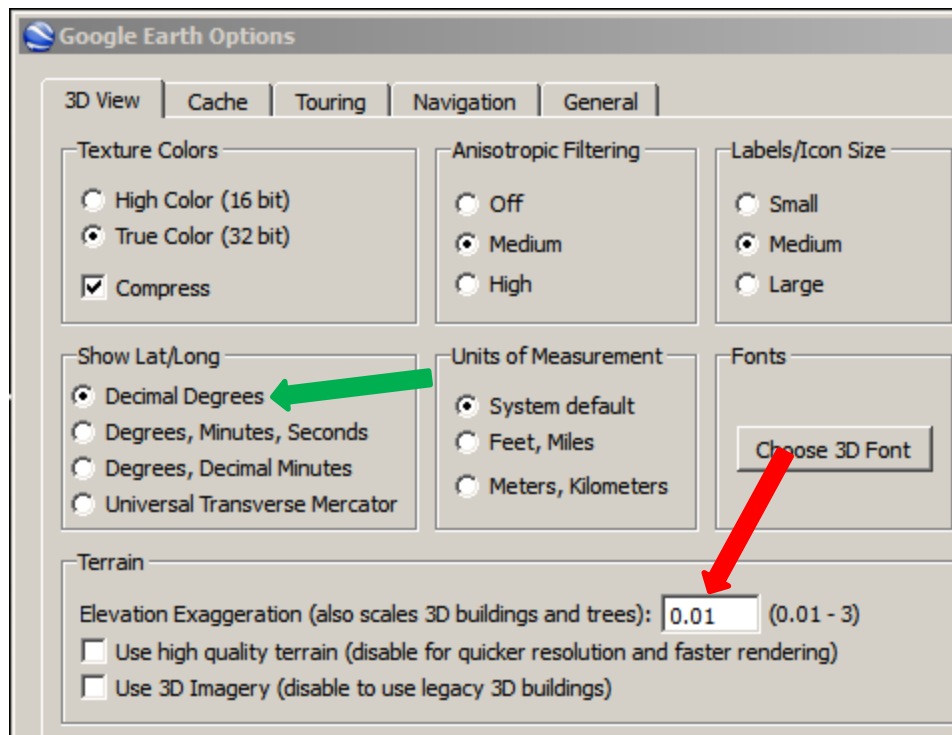 Google Earth Options
3D View Cache Touring Navigation General
Texture Colors
High Color (16 bit)
True Color (32 bit)
Compress
Anisotropic Filtering
Off
Medium
High
Labels/Icon Size
Small
Medium
Large
Show Lat/Long
Decimal Degrees
Degrees, Minutes, Seconds
Degrees, Decimal Minutes
Universal Transverse Mercator
Units of Measurement
System default
Feet, Miles
Meters, Kilometers
Fonts
Choose 3D Font
Terrain
Elevation Exaggeration (also scales 3D buildings and trees): 0.01 (0.01 - 3)
Use high quality terrain (disable for quicker resolution and faster rendering)
Use 3D Imagery (disable to use legacy 3D buildings)